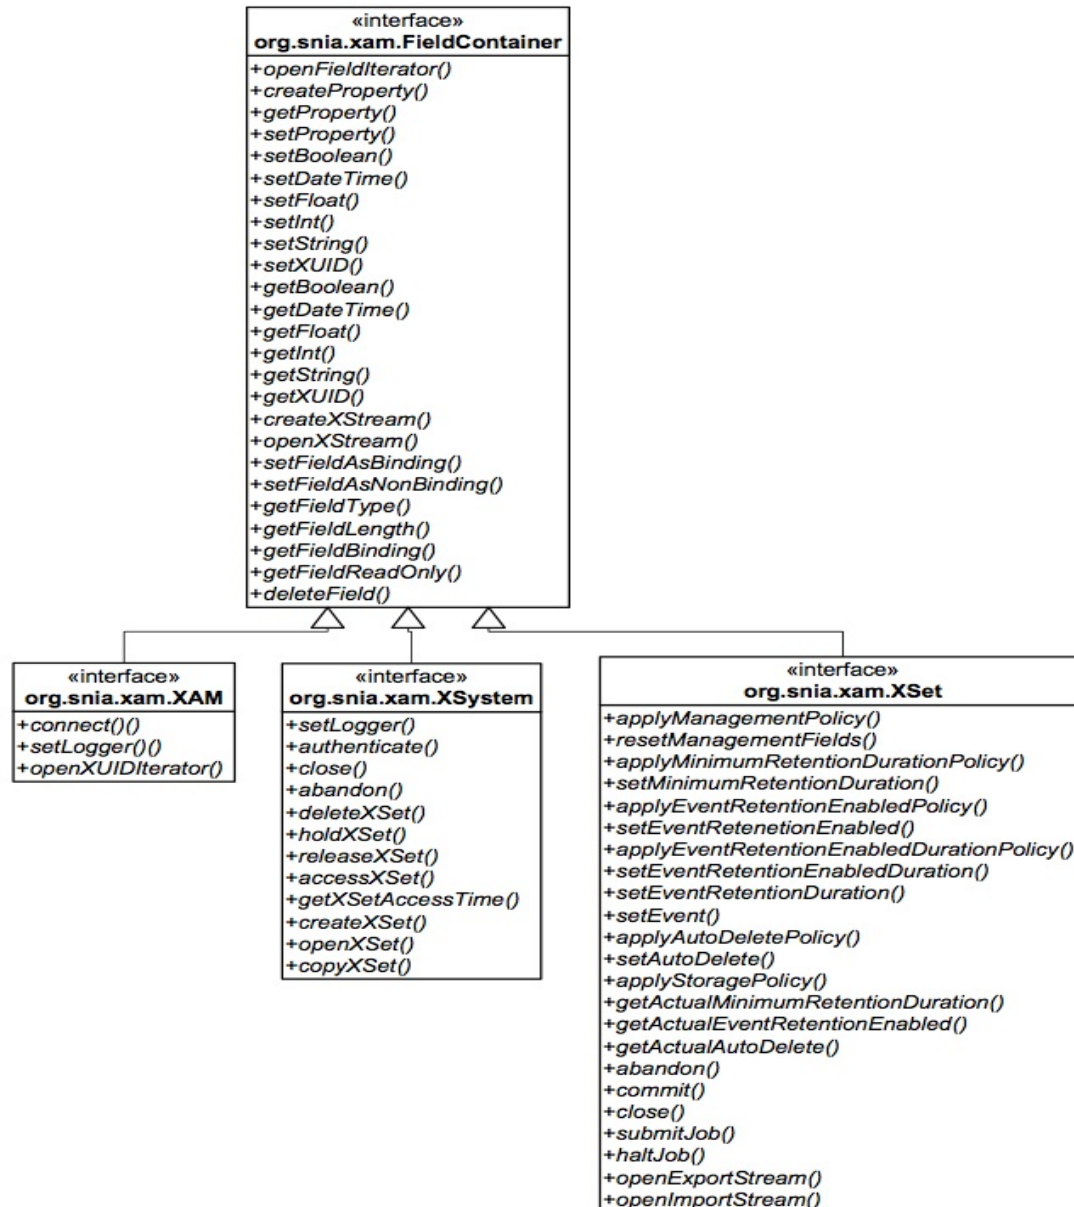 «interface»
org.snia.xam.FieldContainer
+openFieldIterator()
+createProperty()
+getProperty()
+setProperty()
+setBoolean()
+setDateTime()
+setFloat()
+setInt()
+setString()
+setXUID()
+getBoolean()
+getDateTime()
+getFloat()
+getInt()
+getString()
+getXUID()
+createXStream()
+openXStream()
+setFieldAsBinding()
+setFieldAsNonBinding()
+getFieldType()
+getFieldLength()
+getFieldBinding()
+getFieldReadOnly()
+deleteField()
«interface»
org.snia.xam.XAM
+connect()()
+setLogger()()
+openXUIDIterator()
«interface»
org.snia.xam.XSystem
+setLogger()
+authenticate()
+close()
+abandon()
+deleteXSet()
+holdXSet()
+releaseXSet()
+accessXSet()
+getXSetAccessTime()
+createXSet()
+openXSet()
+copyXSet()
«interface»
org.snia.xam.XSet
+applyManagementPolicy()
+resetManagementFields()
+applyMinimumRetentionDurationPolicy()
+setMinimumRetentionDuration()
+applyEventRetentionEnabledPolicy()
+setEventRetenetionEnabled()
+applyEventRetentionEnabledDurationPolicy()
+setEventRetentionEnabledDuration()
+setEventRetentionDuration()
+setEvent()
+applyAutoDeletePolicy()
+setAutoDelete()
+applyStoragePolicy()
+getActualMinimumRetentionDuration()
+getActualEventRetentionEnabled()
+getActualAutoDelete()
+abandon()
+commit()
+close()
+submitJob()
+haltJob()
+openExportStream()
+openImportStream()